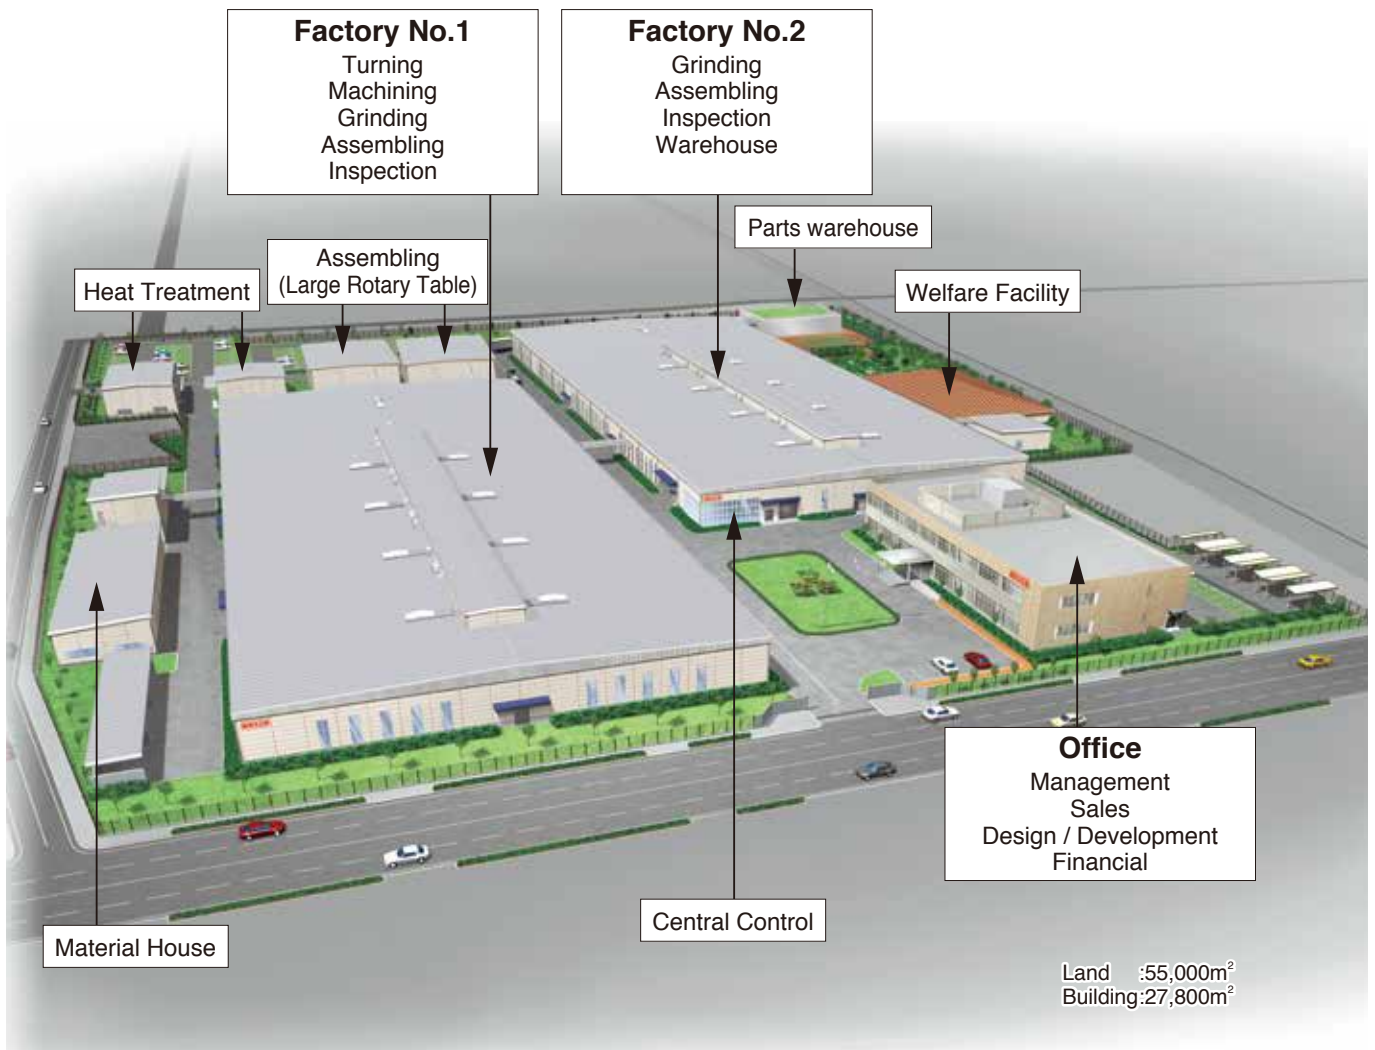 Factory No.1
Turning
Machining
Grinding
Assembling
Inspection
Factory No.2
Grinding
Assembling
Inspection
Warehouse
Parts warehouse
Assembling
(Large Rotary Table)
Heat Treatment
Welfare Facility
Office
Management
Sales
Design / Development
Financial
Central Control
Material House
Land :55,000m²
Building:27,800m²